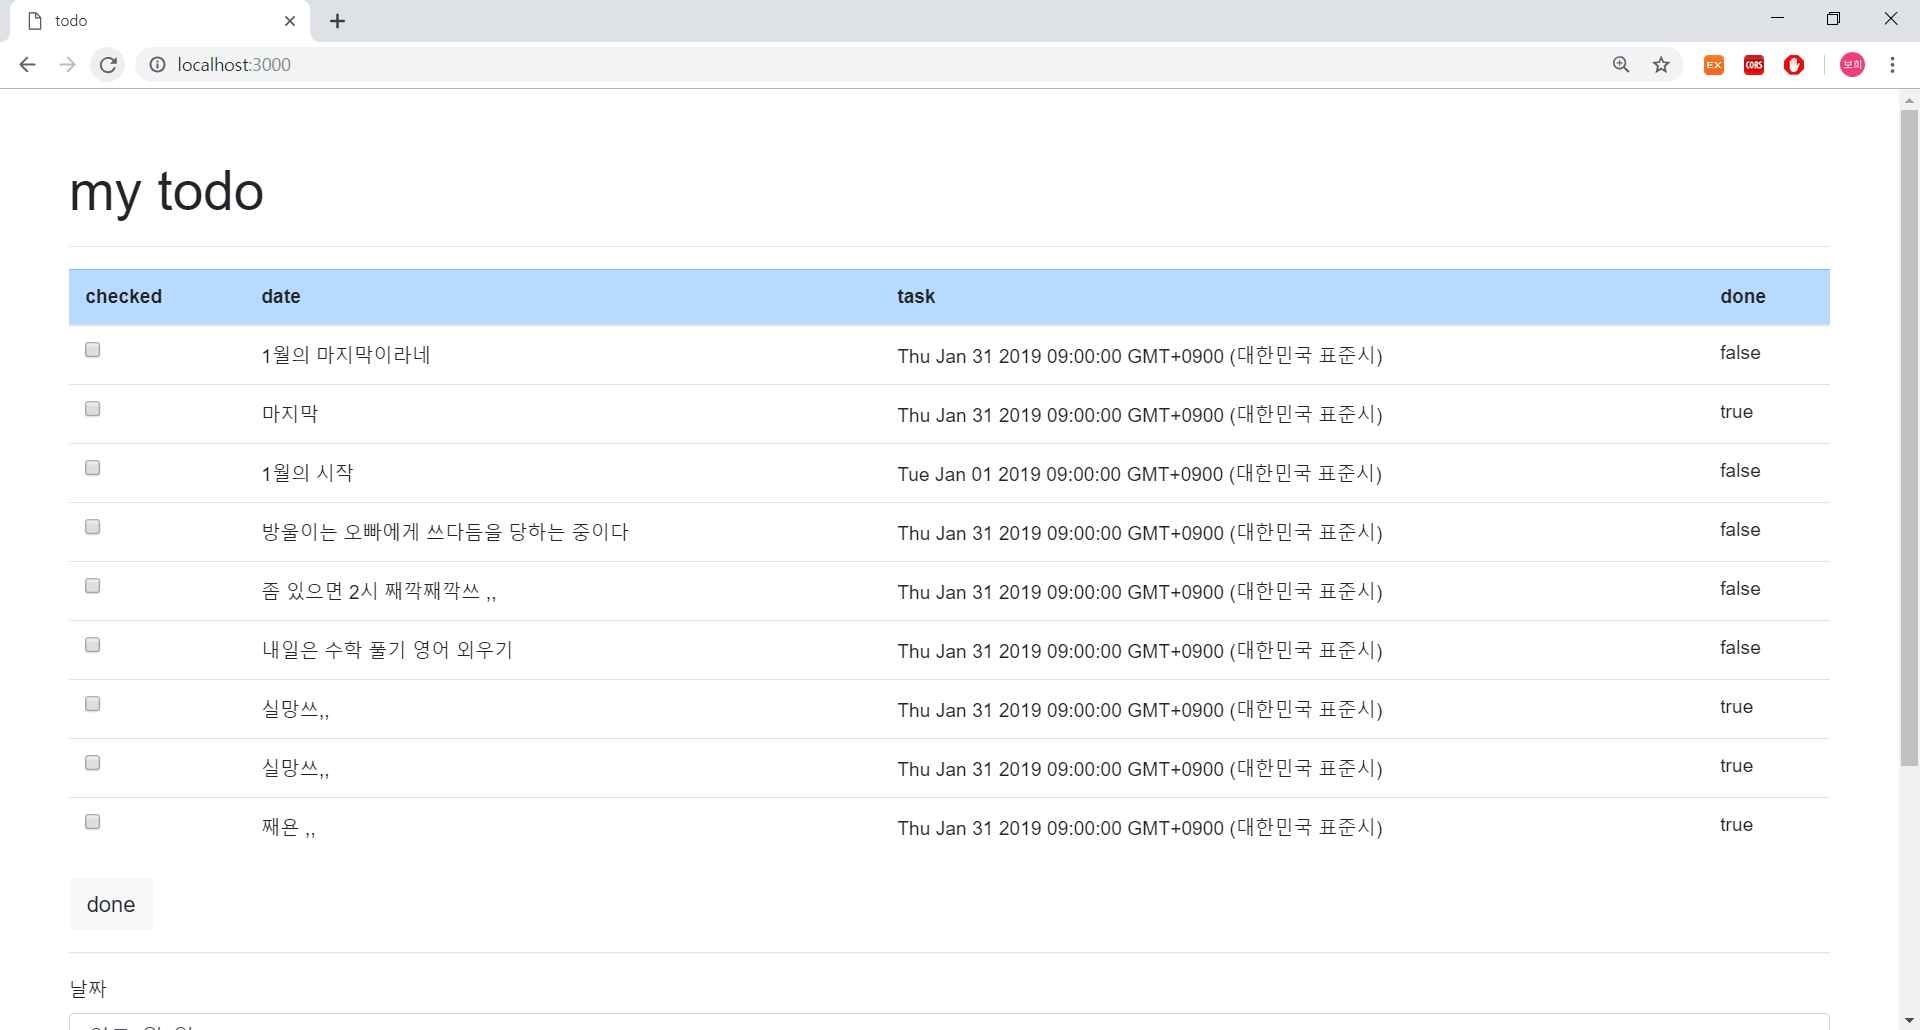 todo
localhost:3000
EX
CORS
보희
my todo
checked date task done
1월의 마지막이라네 Thu Jan 31 2019 09:00:00 GMT+0900 (대한민국 표준시) false
마지막 Thu Jan 31 2019 09:00:00 GMT+0900 (대한민국 표준시) true
1월의 시작 Tue Jan 01 2019 09:00:00 GMT+0900 (대한민국 표준시) false
방울이는 오빠에게 쓰다듬을 당하는 중이다 Thu Jan 31 2019 09:00:00 GMT+0900 (대한민국 표준시) false
좀 있으면 2시 째깍째깍쓰 ,, Thu Jan 31 2019 09:00:00 GMT+0900 (대한민국 표준시) false
내일은 수학 풀기 영어 외우기 Thu Jan 31 2019 09:00:00 GMT+0900 (대한민국 표준시) false
실망쓰,, Thu Jan 31 2019 09:00:00 GMT+0900 (대한민국 표준시) true
실망쓰,, Thu Jan 31 2019 09:00:00 GMT+0900 (대한민국 표준시) true
째욘 ,, Thu Jan 31 2019 09:00:00 GMT+0900 (대한민국 표준시) true
done
날짜